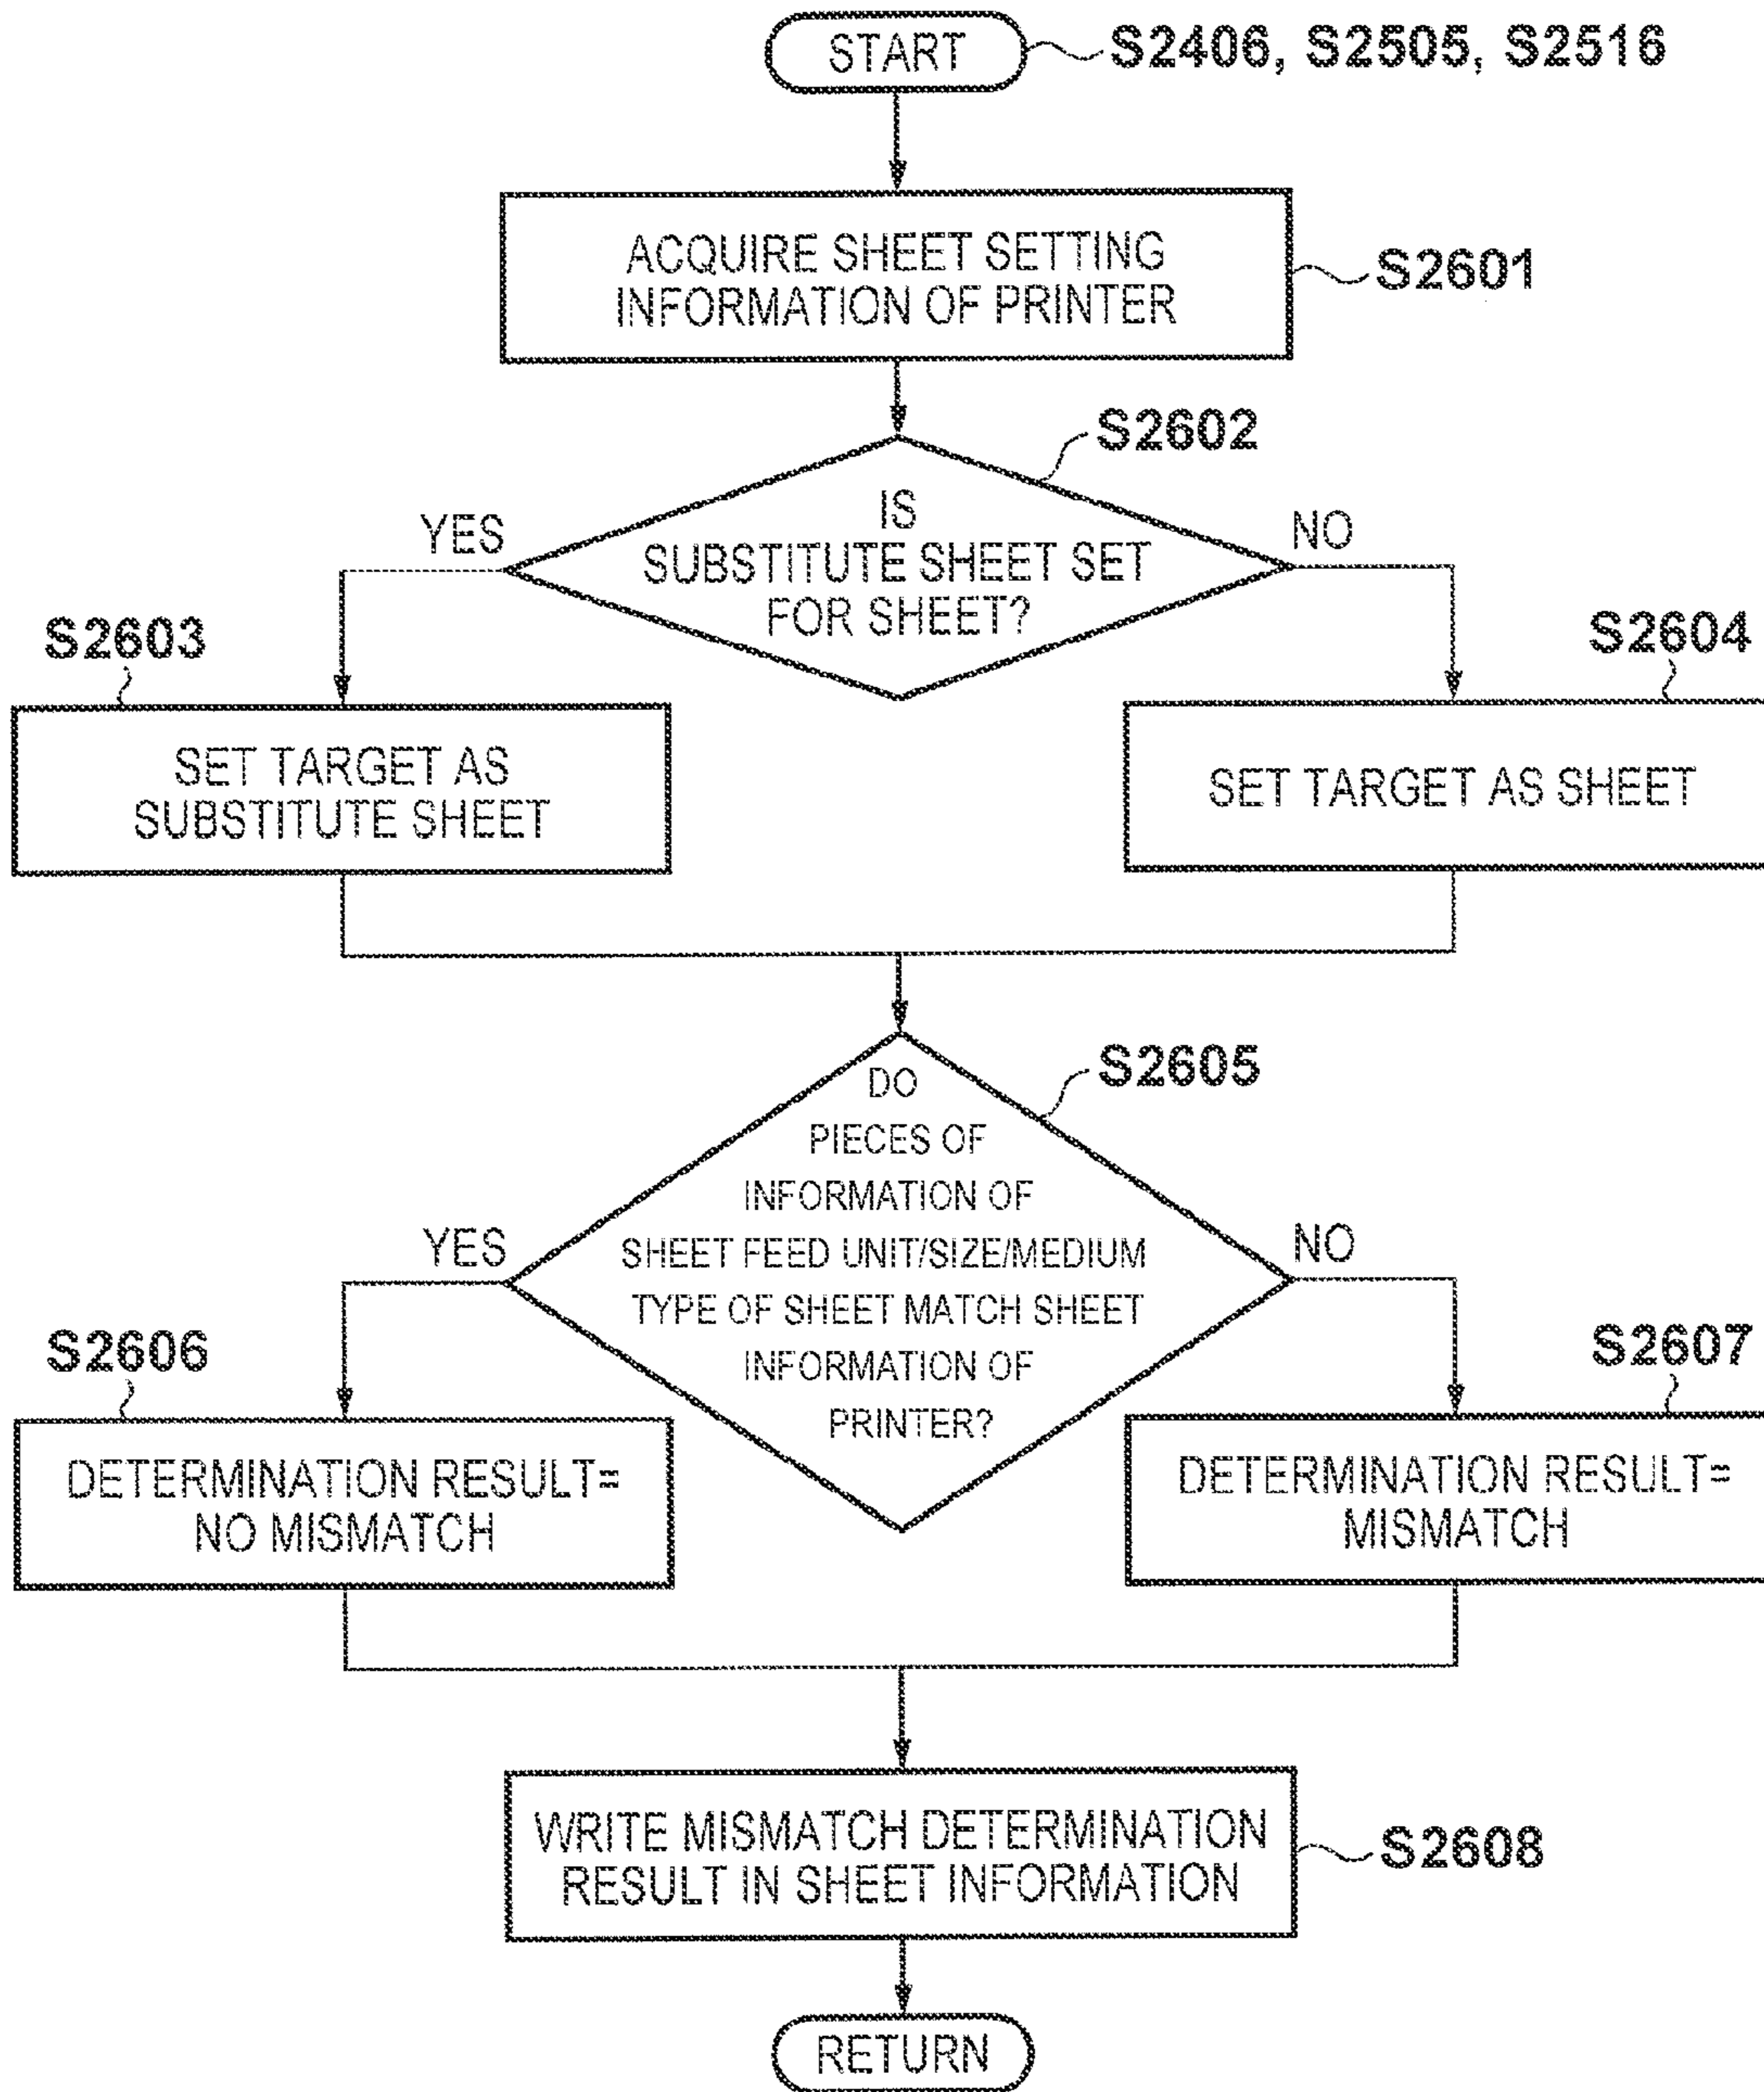 START
S2406, S2505, S2516
ACQUIRE SHEET SETTING
INFORMATION OF PRINTER
S2601
S2602
IS
SUBSTITUTE SHEET SET
FOR SHEET?
YES
NO
S2603
S2604
SET TARGET AS
SUBSTITUTE SHEET
SET TARGET AS SHEET
S2605
DO
PIECES OF
INFORMATION OF
SHEET FEED UNIT/SIZE/MEDIUM
TYPE OF SHEET MATCH SHEET
INFORMATION OF
PRINTER?
YES
NO
S2606
S2607
DETERMINATION RESULT=
NO MISMATCH
DETERMINATION RESULT=
MISMATCH
WRITE MISMATCH DETERMINATION
RESULT IN SHEET INFORMATION
S2608
RETURN